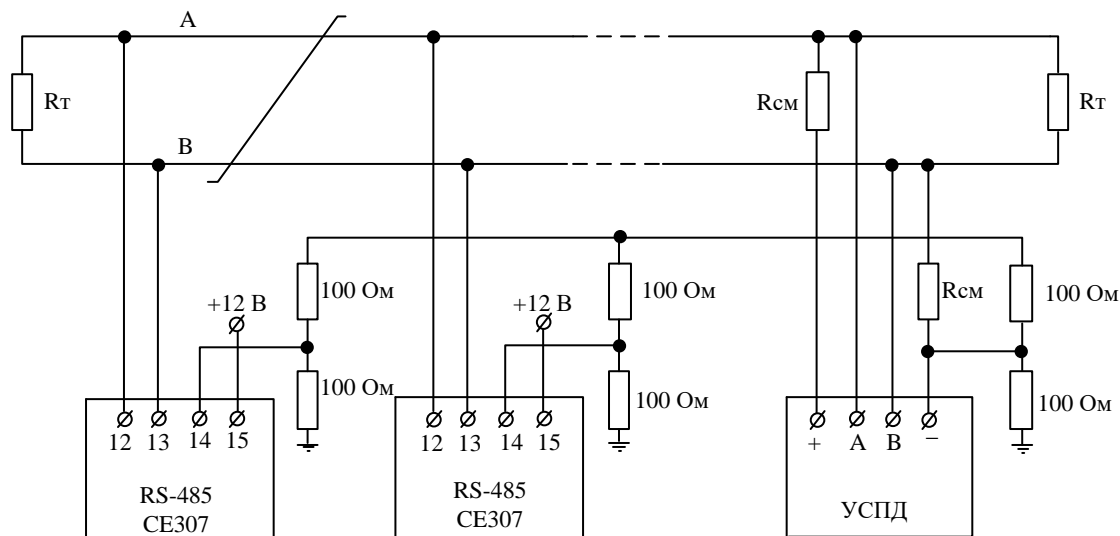 A
Rт
Rсм
Rт
B
100 Ом
+12 В
100 Ом
+12 В
Rсм
100 Ом
100 Ом
100 Ом
100 Ом
12 13 14 15
12 13 14 15
+ A B −
RS-485
CE307
RS-485
CE307
УСПД